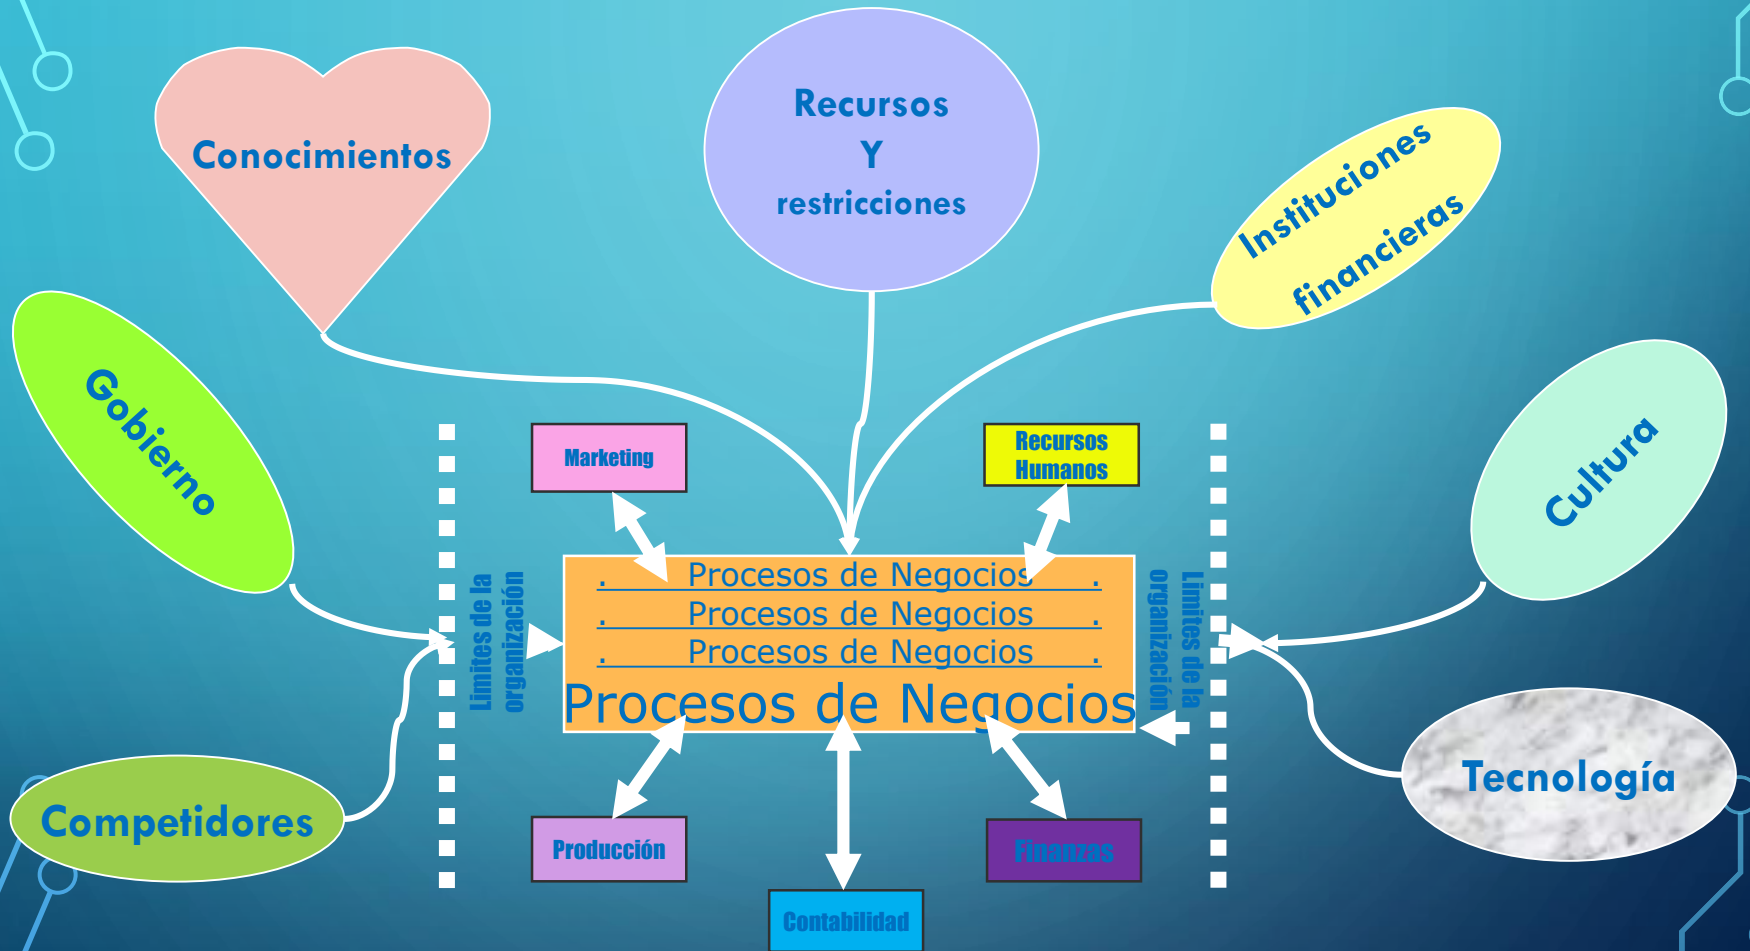 Conocimientos
Recursos
Y
restricciones
Instituciones
financieras
Gobierno
Cultura
Marketing
Recursos
Humanos
Limites de la
organización
. Procesos de Negocios .
. Procesos de Negocios .
. Procesos de Negocios .
Procesos de Negocios
Limites de la
organización
Competidores
Tecnología
Producción
Finanzas
Contabilidad